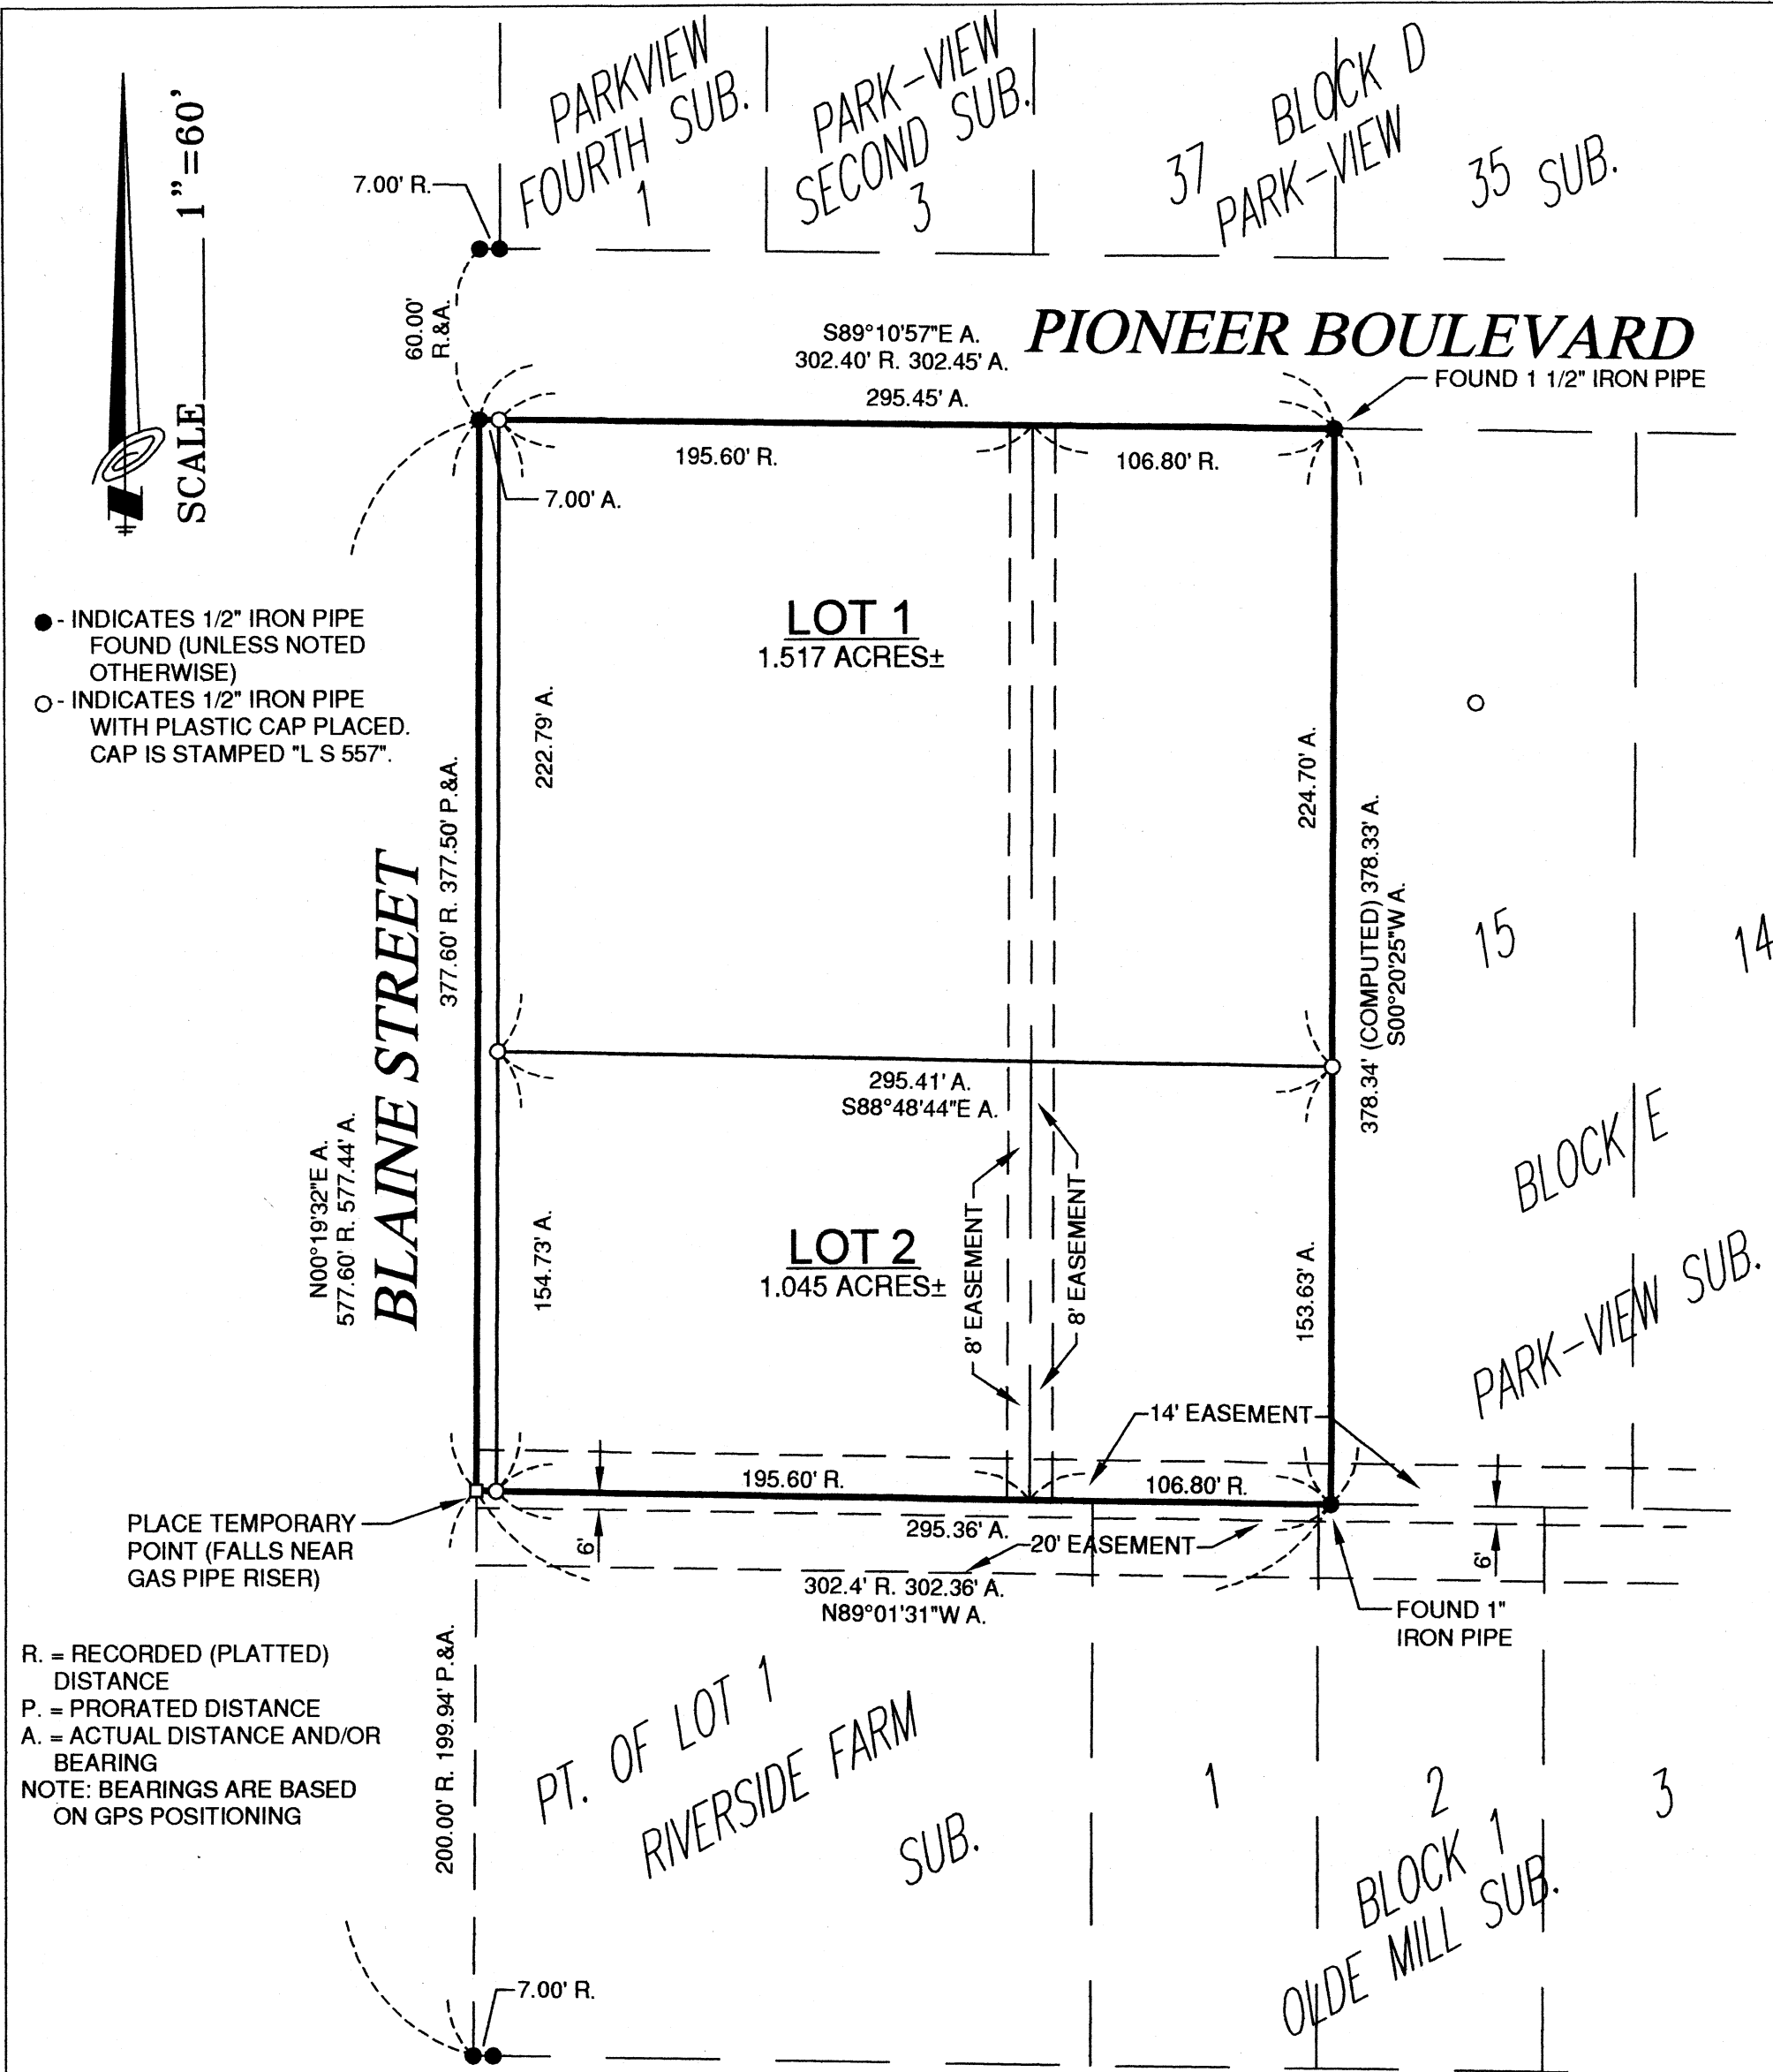 PARKVIEW
FOURTH SUB.
1
PARK-VIEW
SECOND SUB.
3
37
BLOCK D
PARK-VIEW
35
SUB.
SCALE 1"=60'
7.00' R.
60.00'
R.&A.
S89°10'57"E A.
302.40' R. 302.45' A.
295.45' A.
PIONEER BOULEVARD
FOUND 1 1/2" IRON PIPE
195.60' R.
106.80' R.
7.00' A.
● - INDICATES 1/2" IRON PIPE
FOUND (UNLESS NOTED
OTHERWISE)
○ - INDICATES 1/2" IRON PIPE
WITH PLASTIC CAP PLACED.
CAP IS STAMPED "L S 557".
LOT 1
1.517 ACRES±
222.79' A.
224.70' A.
377.60' R. 377.50' P.&A.
378.34' (COMPUTED) 378.33' A.
S00°20'25"W A.
BLAINE STREET
N00°19'32"E A.
577.60' R. 577.44' A.
15
14
295.41' A.
S88°48'44"E A.
BLOCK E
PARK-VIEW SUB.
LOT 2
1.045 ACRES±
154.73' A.
8' EASEMENT
8' EASEMENT
153.63' A.
14' EASEMENT
195.60' R.
106.80' R.
PLACE TEMPORARY
POINT (FALLS NEAR
GAS PIPE RISER)
6'
295.36' A.
20' EASEMENT
6'
302.4' R. 302.36' A.
N89°01'31"W A.
FOUND 1"
IRON PIPE
R. = RECORDED (PLATTED)
DISTANCE
P. = PRORATED DISTANCE
A. = ACTUAL DISTANCE AND/OR
BEARING
NOTE: BEARINGS ARE BASED
ON GPS POSITIONING
200.00' R. 199.94' P.&A.
PT. OF LOT 1
RIVERSIDE FARM
SUB.
1
2
3
BLOCK 1
OLDE MILL SUB.
7.00' R.